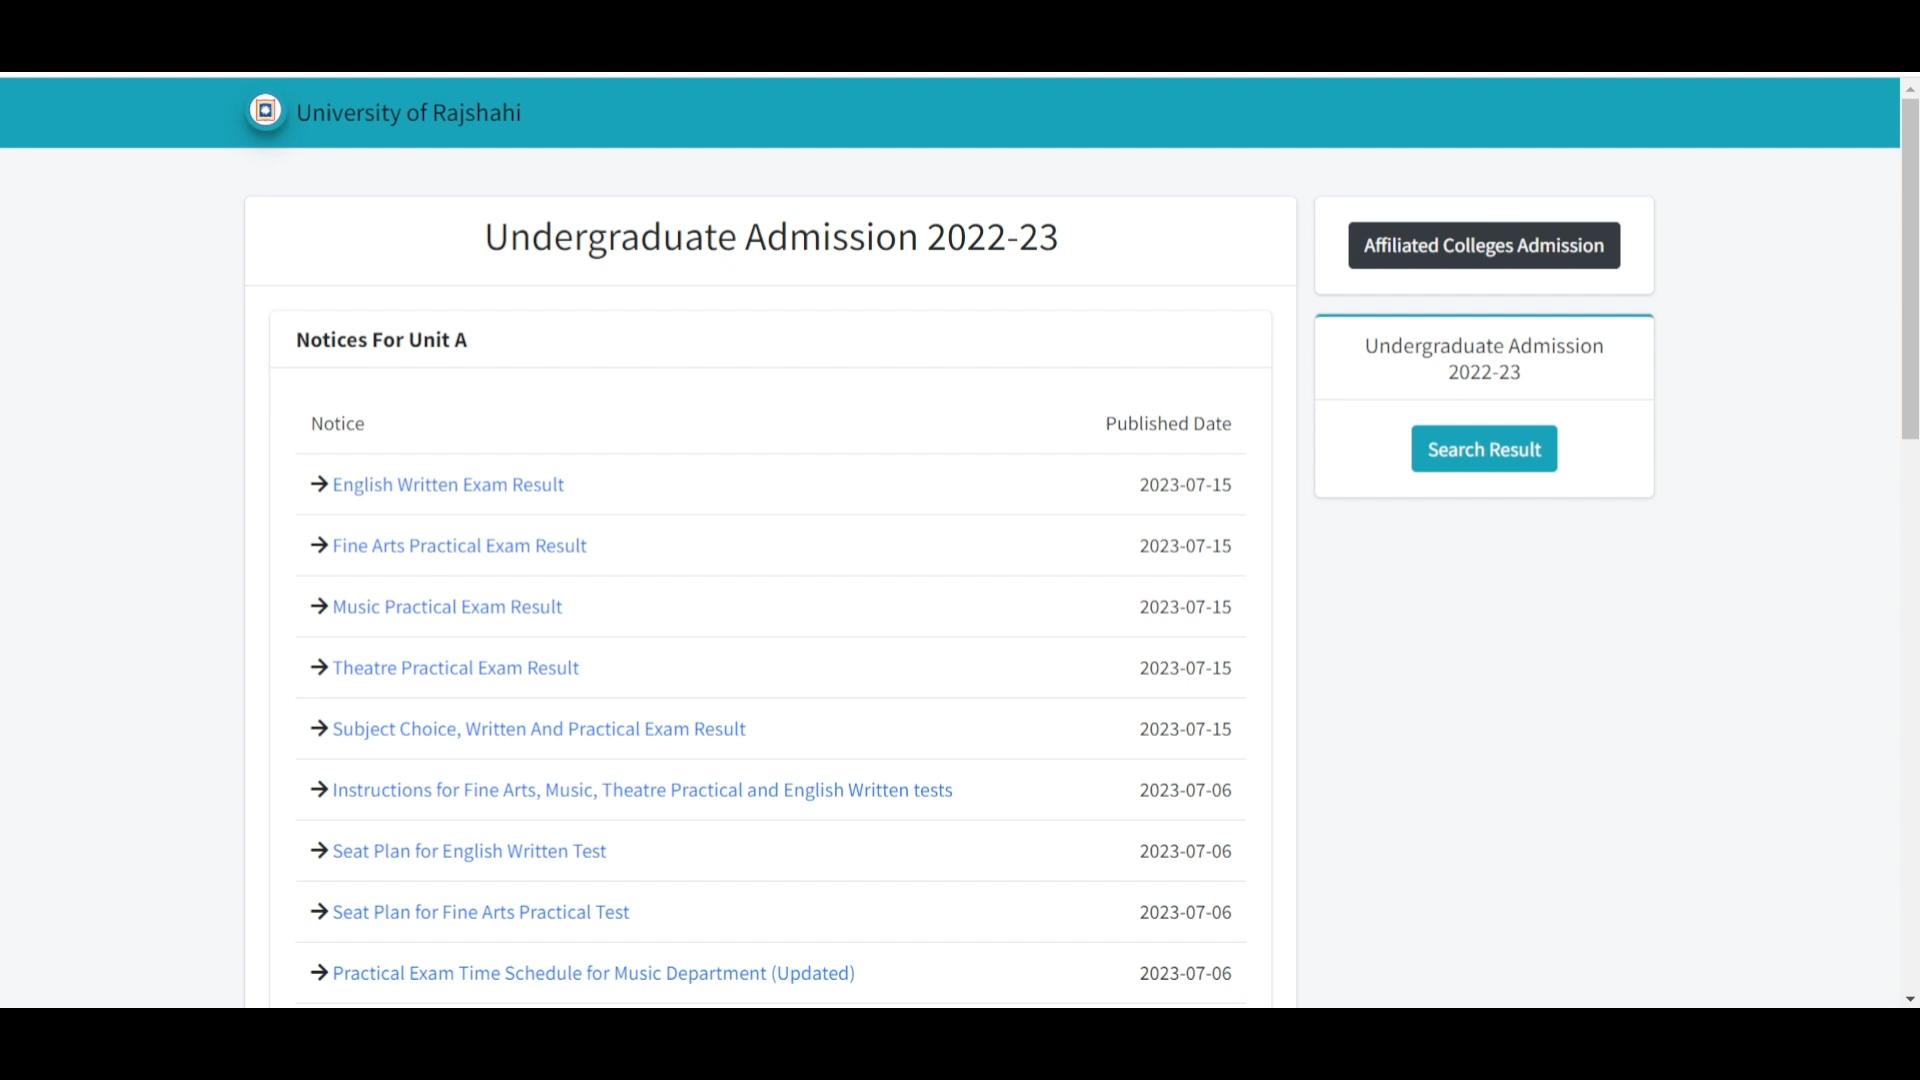 University of Rajshahi
Undergraduate Admission 2022-23
Affiliated Colleges Admission
Notices For Unit A
Undergraduate Admission
2022-23
Notice Published Date
Search Result
English Written Exam Result 2023-07-15
Fine Arts Practical Exam Result 2023-07-15
Music Practical Exam Result 2023-07-15
Theatre Practical Exam Result 2023-07-15
Subject Choice, Written And Practical Exam Result 2023-07-15
Instructions for Fine Arts, Music, Theatre Practical and English Written tests 2023-07-06
Seat Plan for English Written Test 2023-07-06
Seat Plan for Fine Arts Practical Test 2023-07-06
Practical Exam Time Schedule for Music Department (Updated) 2023-07-06